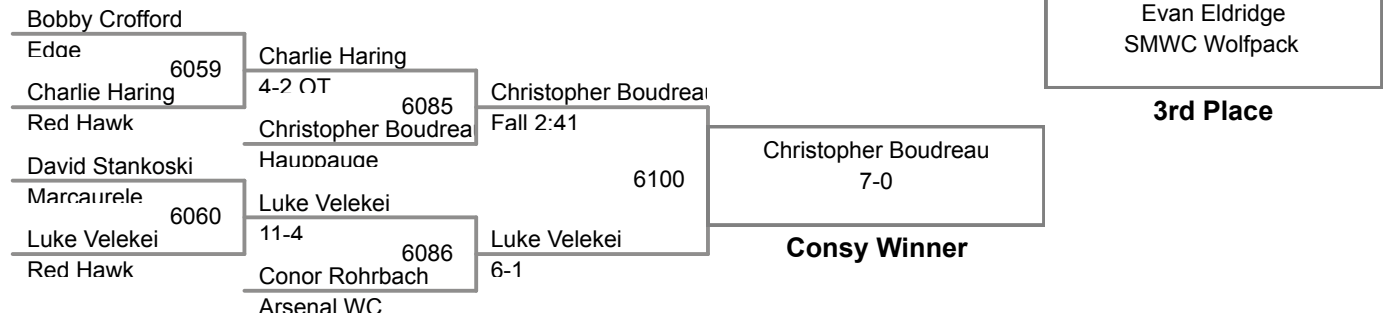 Bobby Crofford
Edge
6059
Charlie Haring
Red Hawk
David Stankoski
Marcaurele
6060
Luke Velekei
Red Hawk
Charlie Haring
4-2 OT
6085
Christopher Boudrea
Hauppauge
Luke Velekei
11-4
6086
Conor Rohrbach
Arsenal WC
Christopher Boudreau
Fall 2:41
6100
Luke Velekei
6-1
Christopher Boudreau
7-0
Consy Winner
Evan Eldridge
SMWC Wolfpack
3rd Place